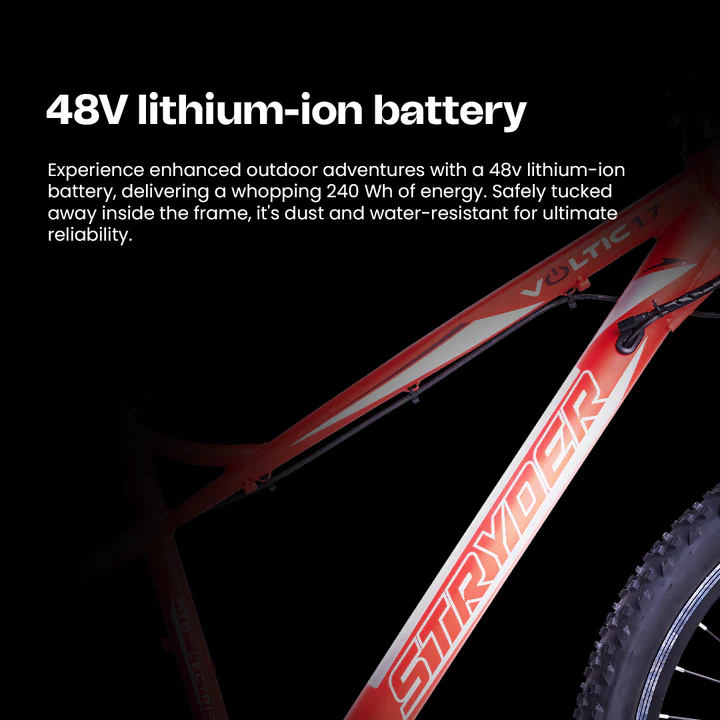 48V lithium-ion battery
Experience enhanced outdoor adventures with a 48v lithium-ion
battery, delivering a whopping 240 Wh of energy. Safely tucked
away inside the frame, it's dust and water-resistant for ultimate
reliability.
VOLTIC 1.7
STRYDER